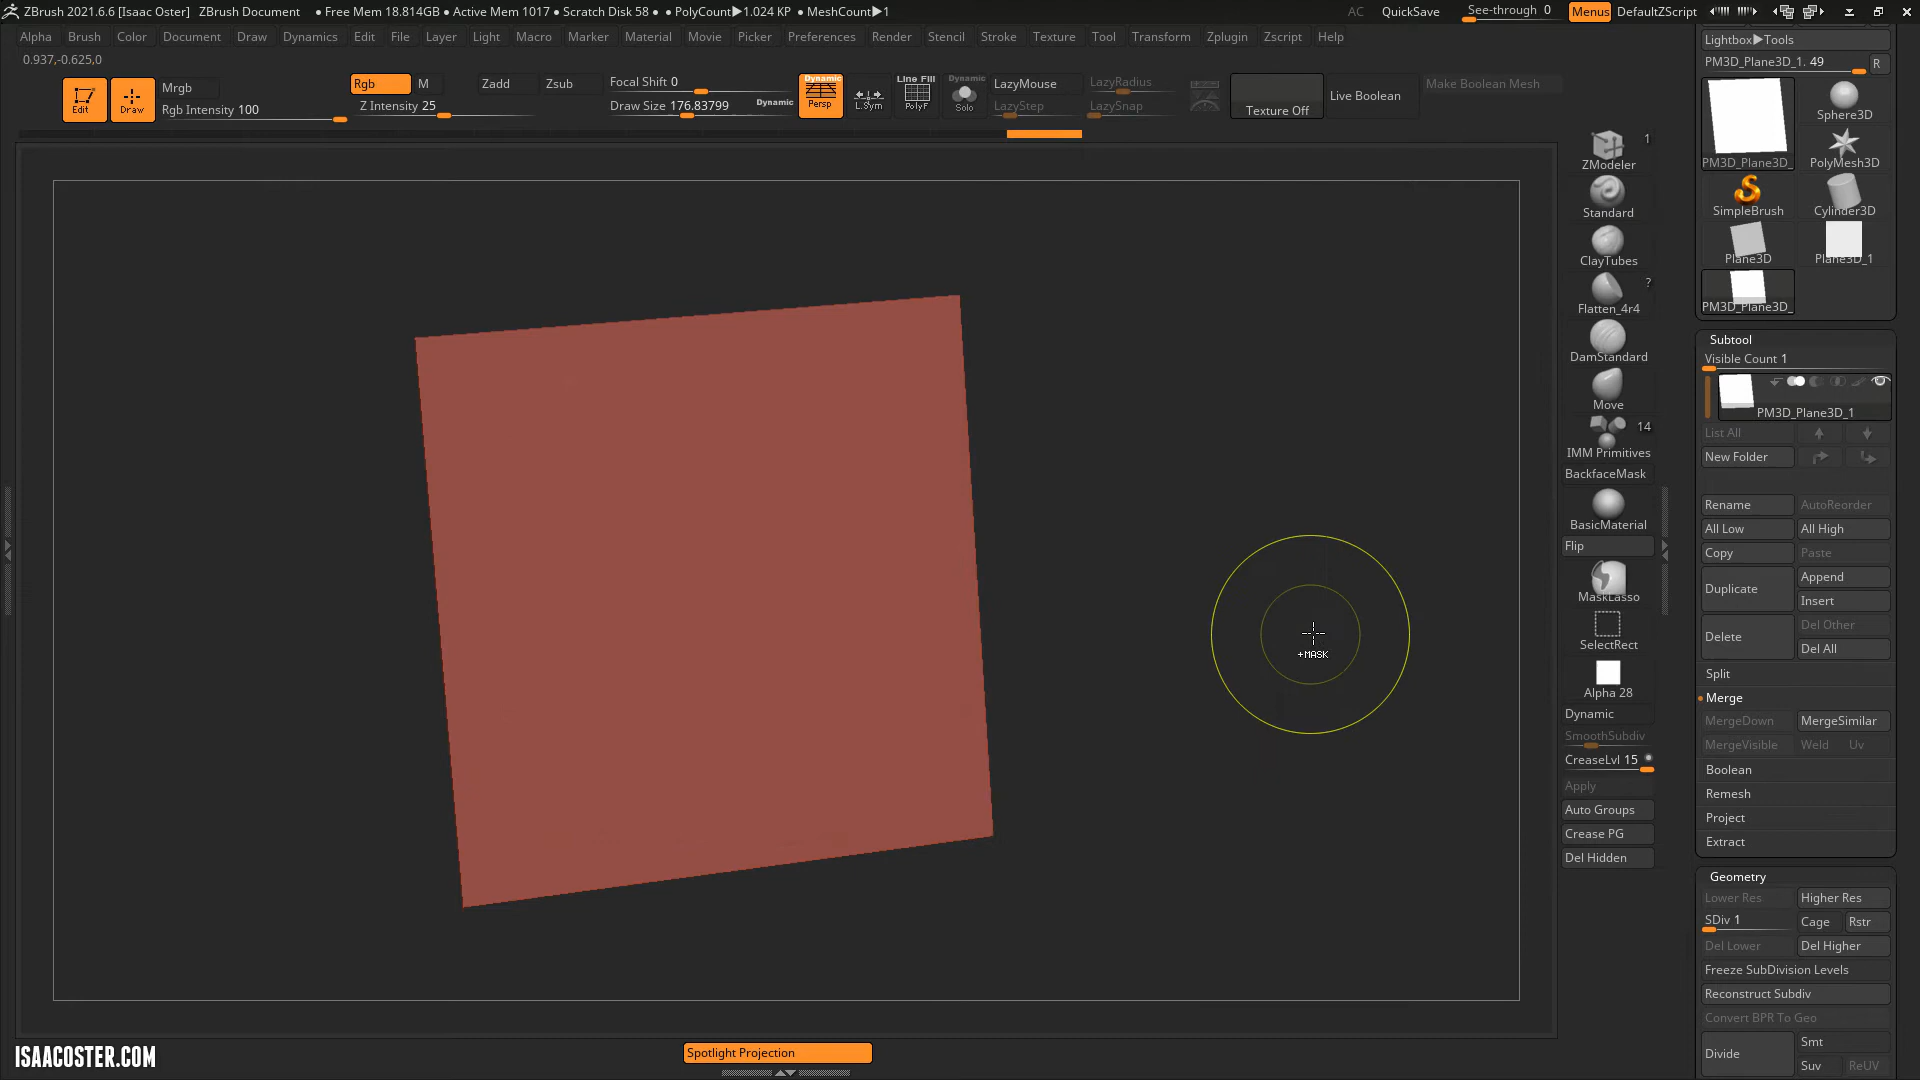 ZBrush 2021.6.6 [Isaac Oster] ZBrush Document ● Free Mem 18.814GB ● Active Mem 1017 ● Scratch Disk 58 ● ● PolyCount▶1.024 KP ● MeshCount▶1 AC QuickSave See-through 0 Menus DefaultZScript
Alpha Brush Color Document Draw Dynamics Edit File Layer Light Macro Marker Material Movie Picker Preferences Render Stencil Stroke Texture Tool Transform Zplugin Zscript Help
0.937,-0.625,0
Edit
Draw
Mrgb
Rgb Intensity 100
Rgb
M
Z Intensity 25
Zadd
Zsub
Focal Shift 0
Draw Size 176.83799
Dynamic
Dynamic
Persp
L.Sym
Line Fill
PolyF
Dynamic
Solo
LazyMouse
LazyStep
LazyRadius
LazySnap
Texture Off
Live Boolean
Make Boolean Mesh
+MASK
1
ZModeler
Standard
ClayTubes
?
Flatten_4r4
DamStandard
Move
14
IMM Primitives
BackfaceMask
BasicMaterial
Flip
MaskLasso
SelectRect
Alpha 28
Dynamic
SmoothSubdiv
CreaseLvl 15
Apply
Auto Groups
Crease PG
Del Hidden
Lightbox▶Tools
PM3D_Plane3D_1. 49
R
PM3D_Plane3D_
Sphere3D
PolyMesh3D
SimpleBrush
Cylinder3D
Plane3D
Plane3D_1
PM3D_Plane3D_
Subtool
Visible Count 1
PM3D_Plane3D_1
List All
New Folder
Rename
AutoReorder
All Low
All High
Copy
Paste
Duplicate
Append
Insert
Delete
Del Other
Del All
Split
Merge
MergeDown
MergeSimilar
MergeVisible
Weld
Uv
Boolean
Remesh
Project
Extract
Geometry
Lower Res
Higher Res
SDiv 1
Cage
Rstr
Del Lower
Del Higher
Freeze SubDivision Levels
Reconstruct Subdiv
Convert BPR To Geo
Divide
Smt
Suv
ReUV
Spotlight Projection
ISAACOSTER.COM